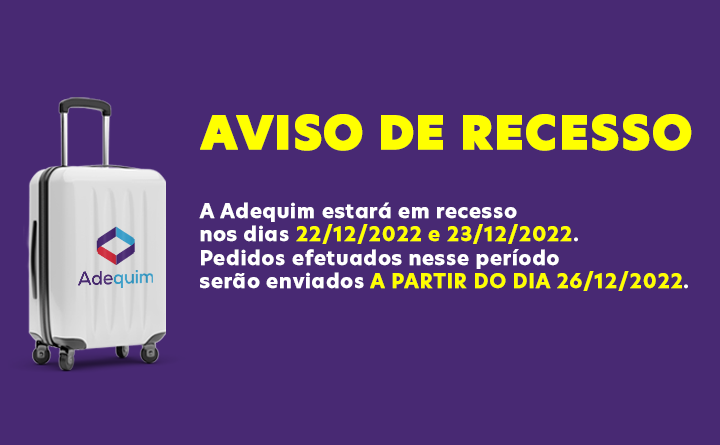 AVISO DE RECESSO
A Adequim estará em recesso
nos dias 22/12/2022 e 23/12/2022.
Pedidos efetuados nesse período
serão enviados A PARTIR DO DIA 26/12/2022.
Adequim